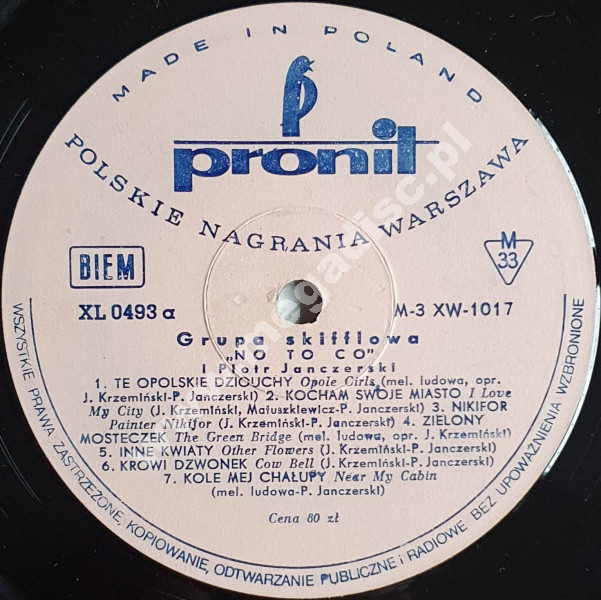 MADE IN POLAND
pronit
POLSKIE NAGRANIA WARSZAWA
BIEM
M
33
XL 0493 a
M-3 XW-1017
Grupa skifflowa
„NO TO CO”
i Piotr Janczerski
1. TE OPOLSKIE DZIOUCHY Opole Girls (mel. ludowa, opr.
J. Krzemiński-P. Janczerski) 2. KOCHAM SWOJE MIASTO I Love
My City (J. Krzemiński, Matuszkiewicz-P. Janczerski) 3. NIKIFOR
Painter Nikifor (J. Krzemiński-P. Janczerski) 4. ZIELONY
MOSTECZEK The Green Bridge (mel. ludowa, opr. J. Krzemiński)
5. INNE KWIATY Other Flowers (J. Krzemiński-P. Janczerski)
6. KROWI DZWONEK Cow Bell (J. Krzemiński-P. Janczerski)
7. KOLE MEJ CHAŁUPY Near My Cabin
(mel. ludowa-P. Janczerski)
Cena 80 zł
WSZYSTKIE PRAWA ZASTRZEŻONE, KOPIOWANIE, ODTWARZANIE PUBLICZNE i RADIOWE BEZ UPOWAŻNIENIA WZBRONIONE